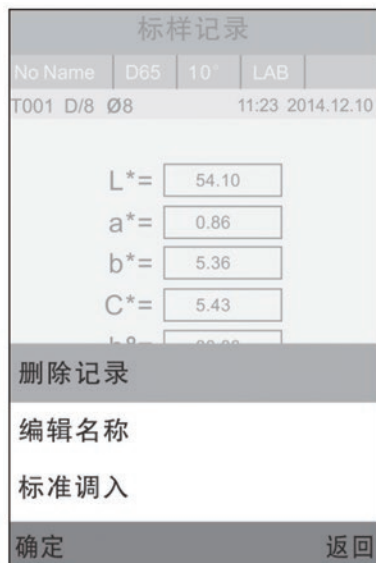 标样记录
No Name D65 10° LAB
T001 D/8 Ø8 11:23 2014.12.10
L*= 54.10
a*= 0.86
b*= 5.36
C*= 5.43
删除记录
编辑名称
标准调入
确定 返回